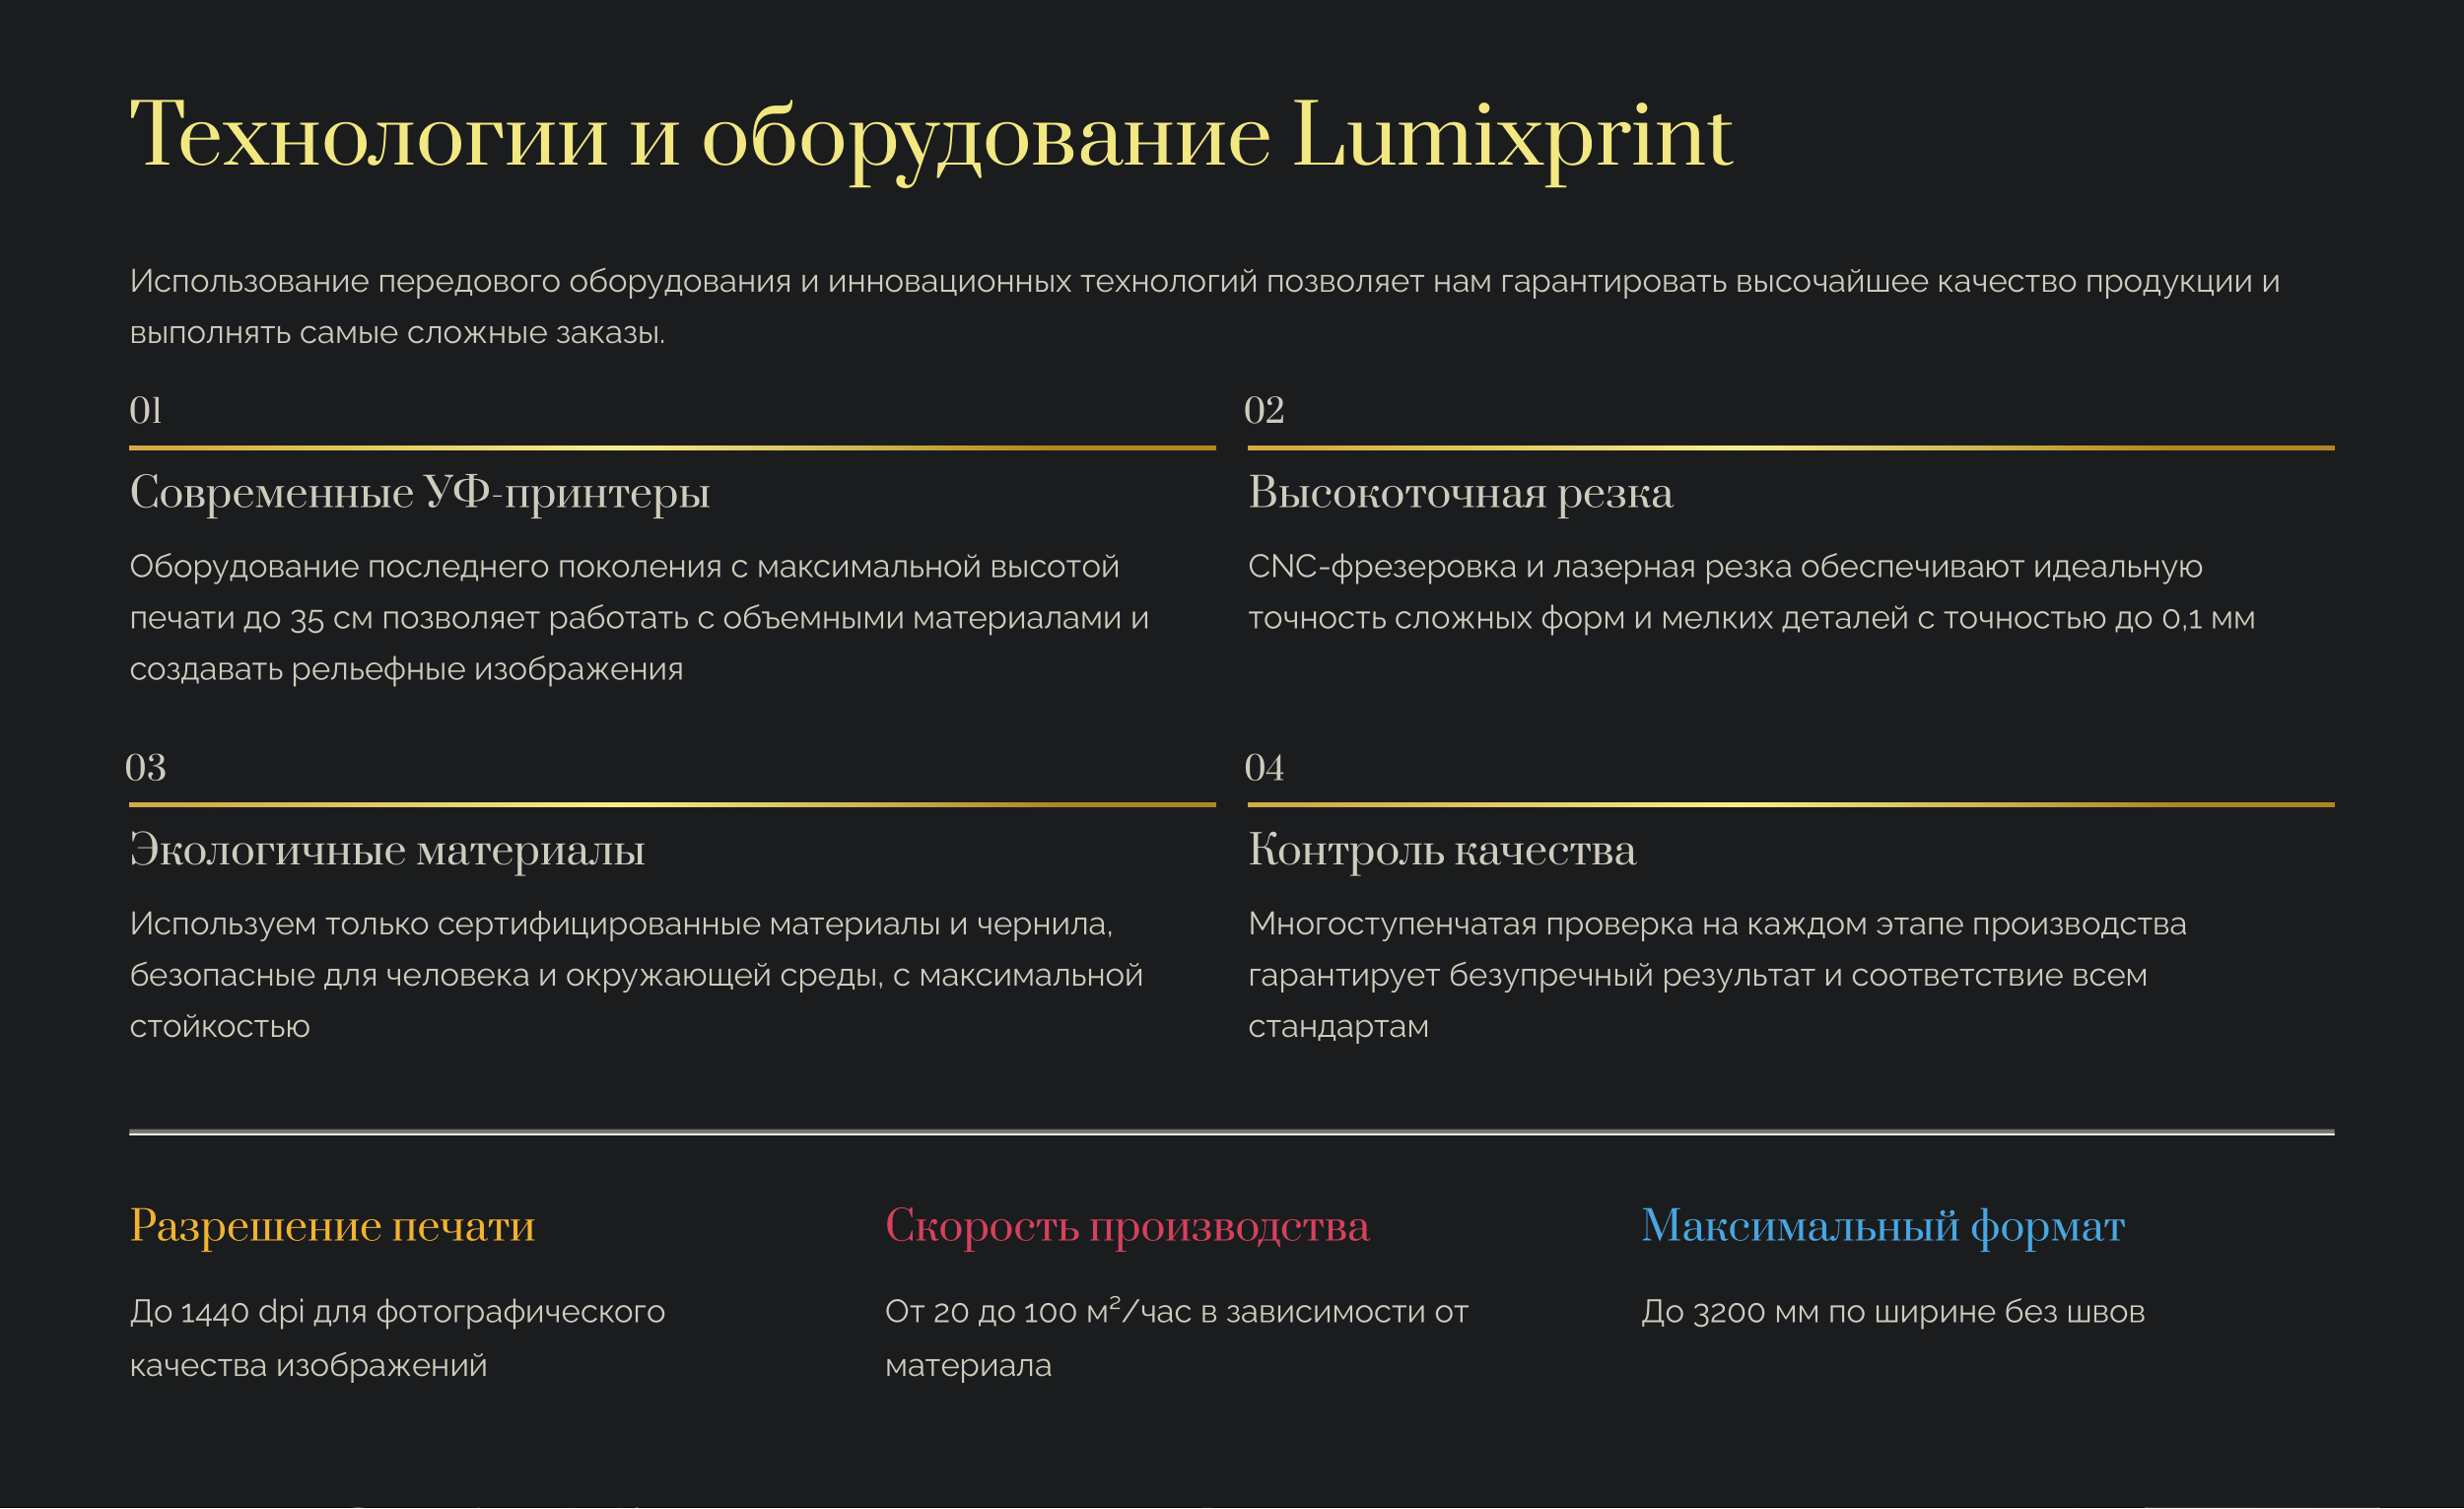 Технологии и оборудование Lumixprint
Использование передового оборудования и инновационных технологий позволяет нам гарантировать высочайшее качество продукции и
выполнять самые сложные заказы.
01
Современные УФ-принтеры
Оборудование последнего поколения с максимальной высотой
печати до 35 см позволяет работать с объемными материалами и
создавать рельефные изображения
02
Высокоточная резка
CNC-фрезеровка и лазерная резка обеспечивают идеальную
точность сложных форм и мелких деталей с точностью до 0,1 мм
03
Экологичные материалы
Используем только сертифицированные материалы и чернила,
безопасные для человека и окружающей среды, с максимальной
стойкостью
04
Контроль качества
Многоступенчатая проверка на каждом этапе производства
гарантирует безупречный результат и соответствие всем
стандартам
Разрешение печати
До 1440 dpi для фотографического
качества изображений
Скорость производства
От 20 до 100 м²/час в зависимости от
материала
Максимальный формат
До 3200 мм по ширине без швов